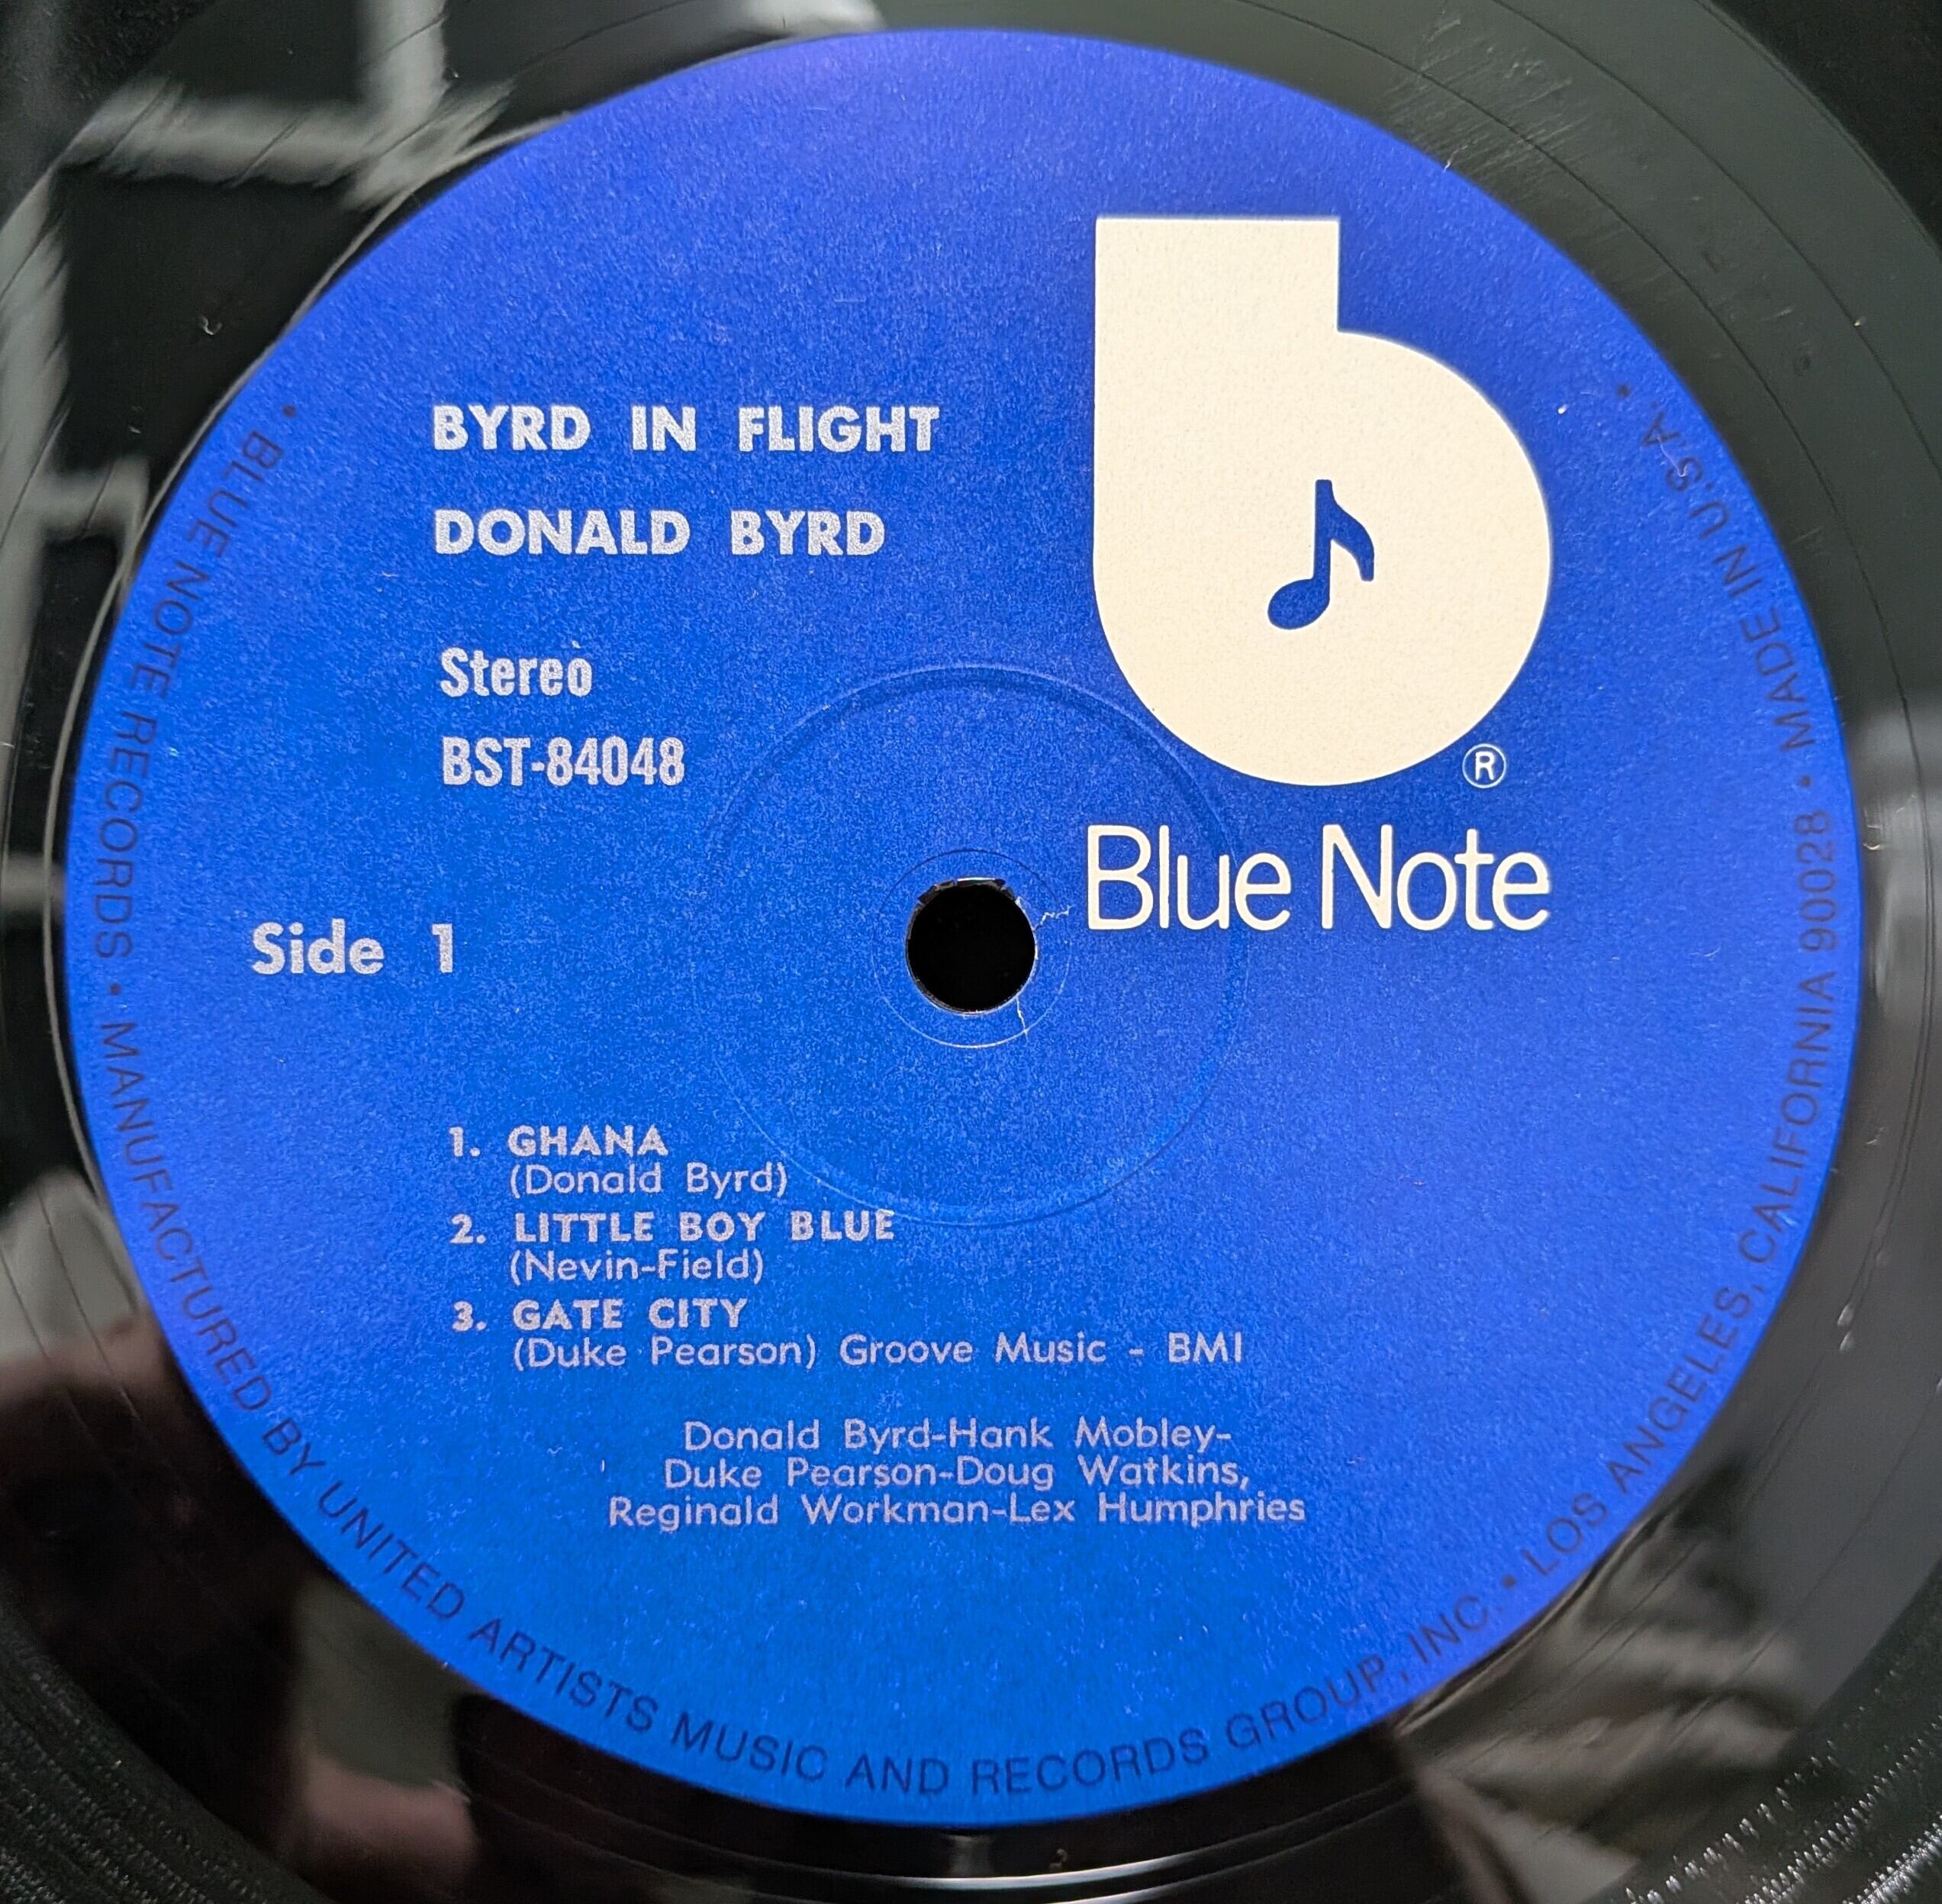 BYRD IN FLIGHT
DONALD BYRD
Stereo
BST-84048
®
Blue Note
Side 1
1. GHANA
(Donald Byrd)
2. LITTLE BOY BLUE
(Nevin-Field)
3. GATE CITY
(Duke Pearson) Groove Music - BMI
Donald Byrd-Hank Mobley-
Duke Pearson-Doug Watkins,
Reginald Workman-Lex Humphries
• BLUE NOTE RECORDS • MANUFACTURED BY UNITED ARTISTS MUSIC AND RECORDS GROUP, INC. • LOS ANGELES, CALIFORNIA 90028 • MADE IN U.S.A. •